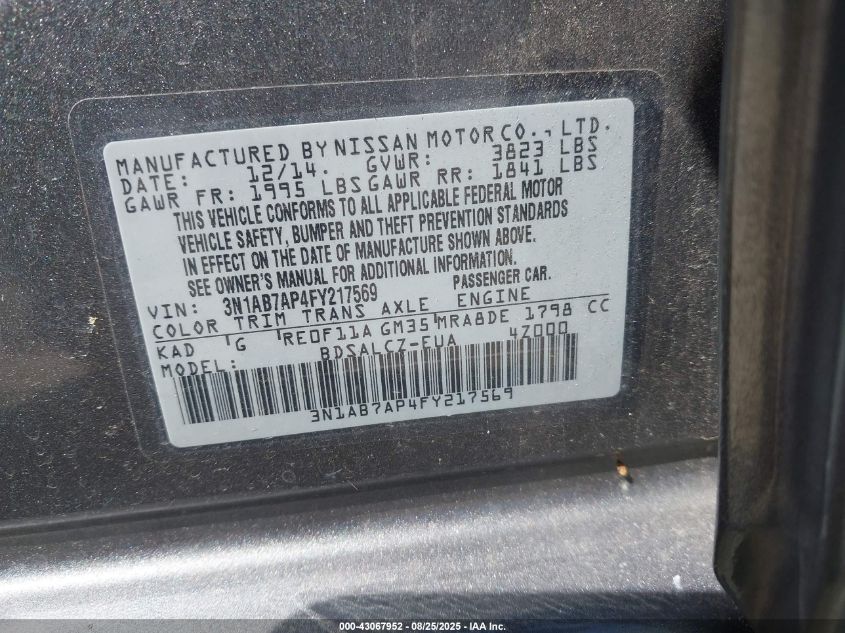 MANUFACTURED BY NISSAN MOTOR CO., LTD.
DATE: 12/14. GVWR: 3823 LBS
GAWR FR: 1995 LBS GAWR RR: 1841 LBS
THIS VEHICLE CONFORMS TO ALL APPLICABLE FEDERAL MOTOR
VEHICLE SAFETY, BUMPER AND THEFT PREVENTION STANDARDS
IN EFFECT ON THE DATE OF MANUFACTURE SHOWN ABOVE.
SEE OWNER'S MANUAL FOR ADDITIONAL INFORMATION.
VIN: 3N1AB7AP4FY217569 PASSENGER CAR.
COLOR TRIM TRANS AXLE ENGINE
KAD G RE0F11A GM35 MRA8DE 1798 CC
MODEL: BDSALCZ-EUA 4Z000
3N1AB7AP4FY217569
000-43067952 - 08/25/2025 - IAA Inc.